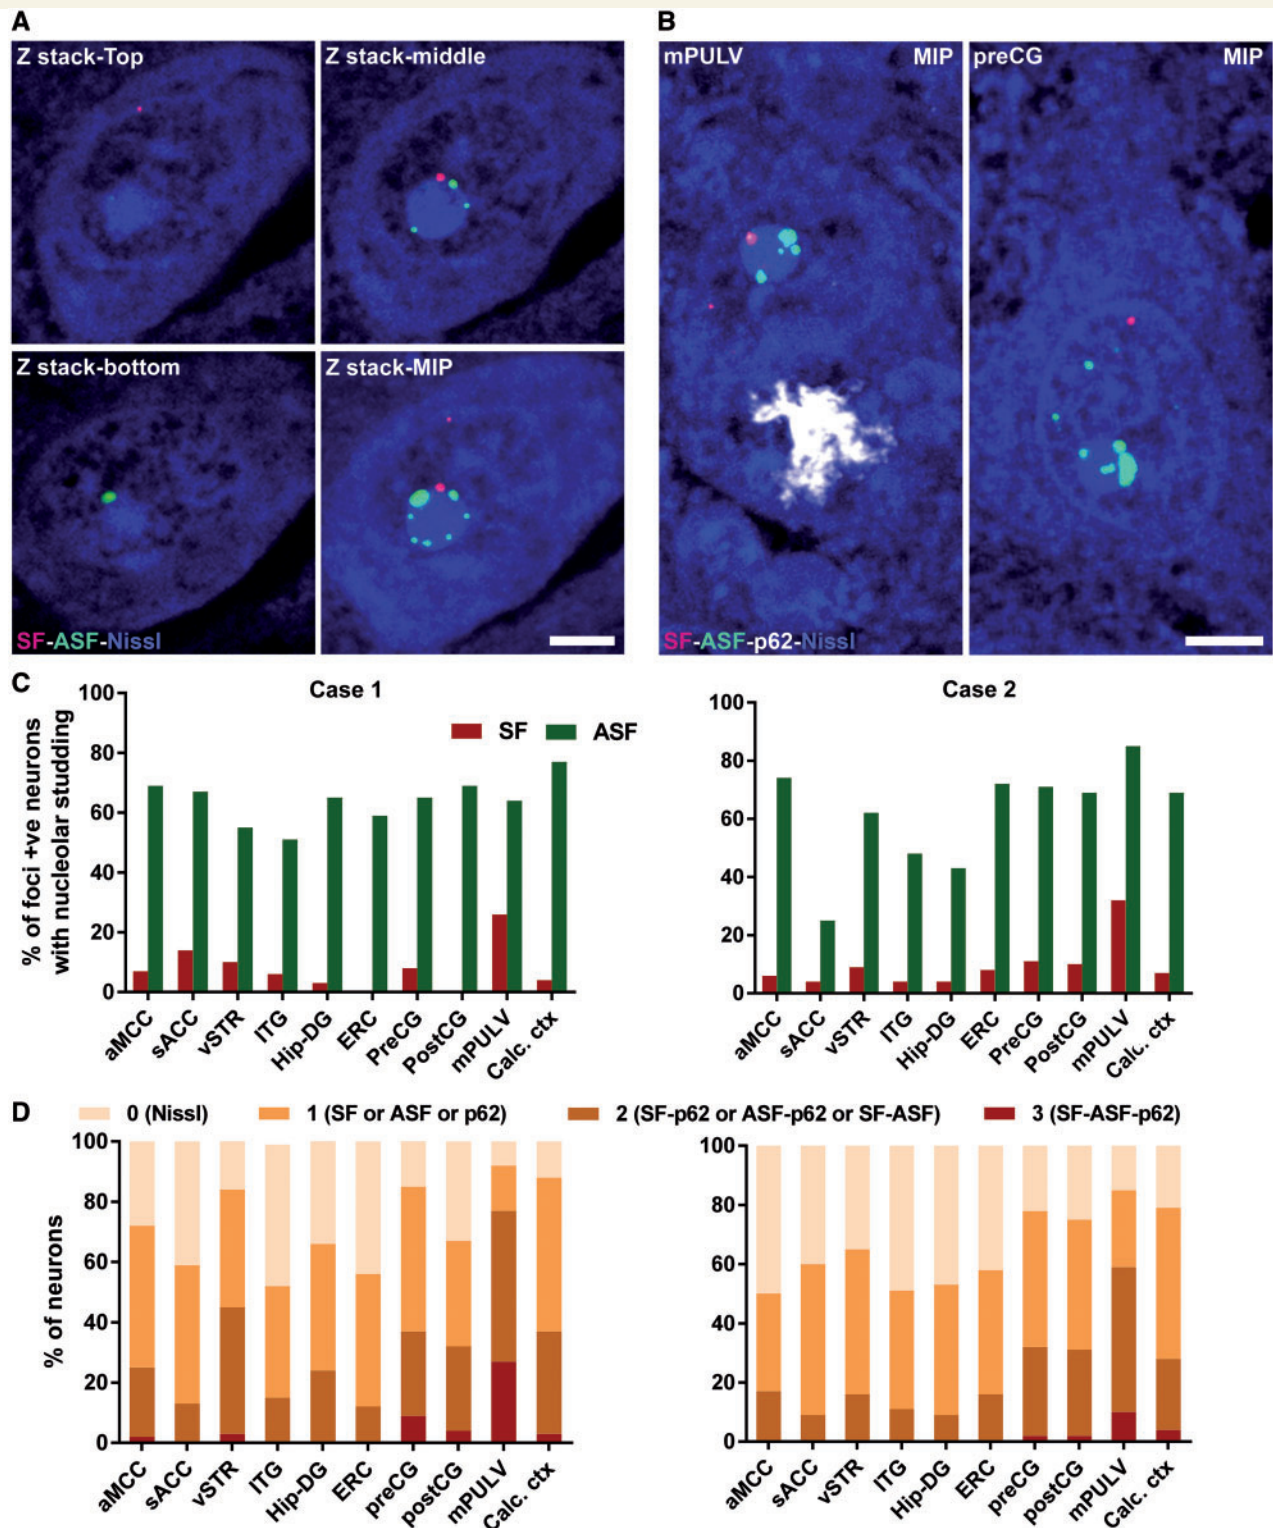 A
B
Z stack-Top
Z stack-middle
mPULV
MIP
preCG
MIP
Z stack-bottom
Z stack-MIP
SF-ASF-Nissl
SF-ASF-p62-Nissl
C
Case 1
Case 2
SF
ASF
% of foci +ve neurons
with nucleolar studding
100
80
60
40
20
0
aMCC
sACC
vSTR
ITG
Hip-DG
ERC
PreCG
PostCG
mPULV
Calc. ctx
100
80
60
40
20
0
aMCC
sACC
vSTR
ITG
Hip-DG
ERC
PreCG
PostCG
mPULV
Calc. ctx
D
0 (Nissl)
1 (SF or ASF or p62)
2 (SF-p62 or ASF-p62 or SF-ASF)
3 (SF-ASF-p62)
% of neurons
100
80
60
40
20
0
aMCC
sACC
vSTR
ITG
Hip-DG
ERC
preCG
postCG
mPULV
Calc. ctx
100
80
60
40
20
0
aMCC
sACC
vSTR
ITG
Hip-DG
ERC
preCG
postCG
mPULV
Calc. ctx